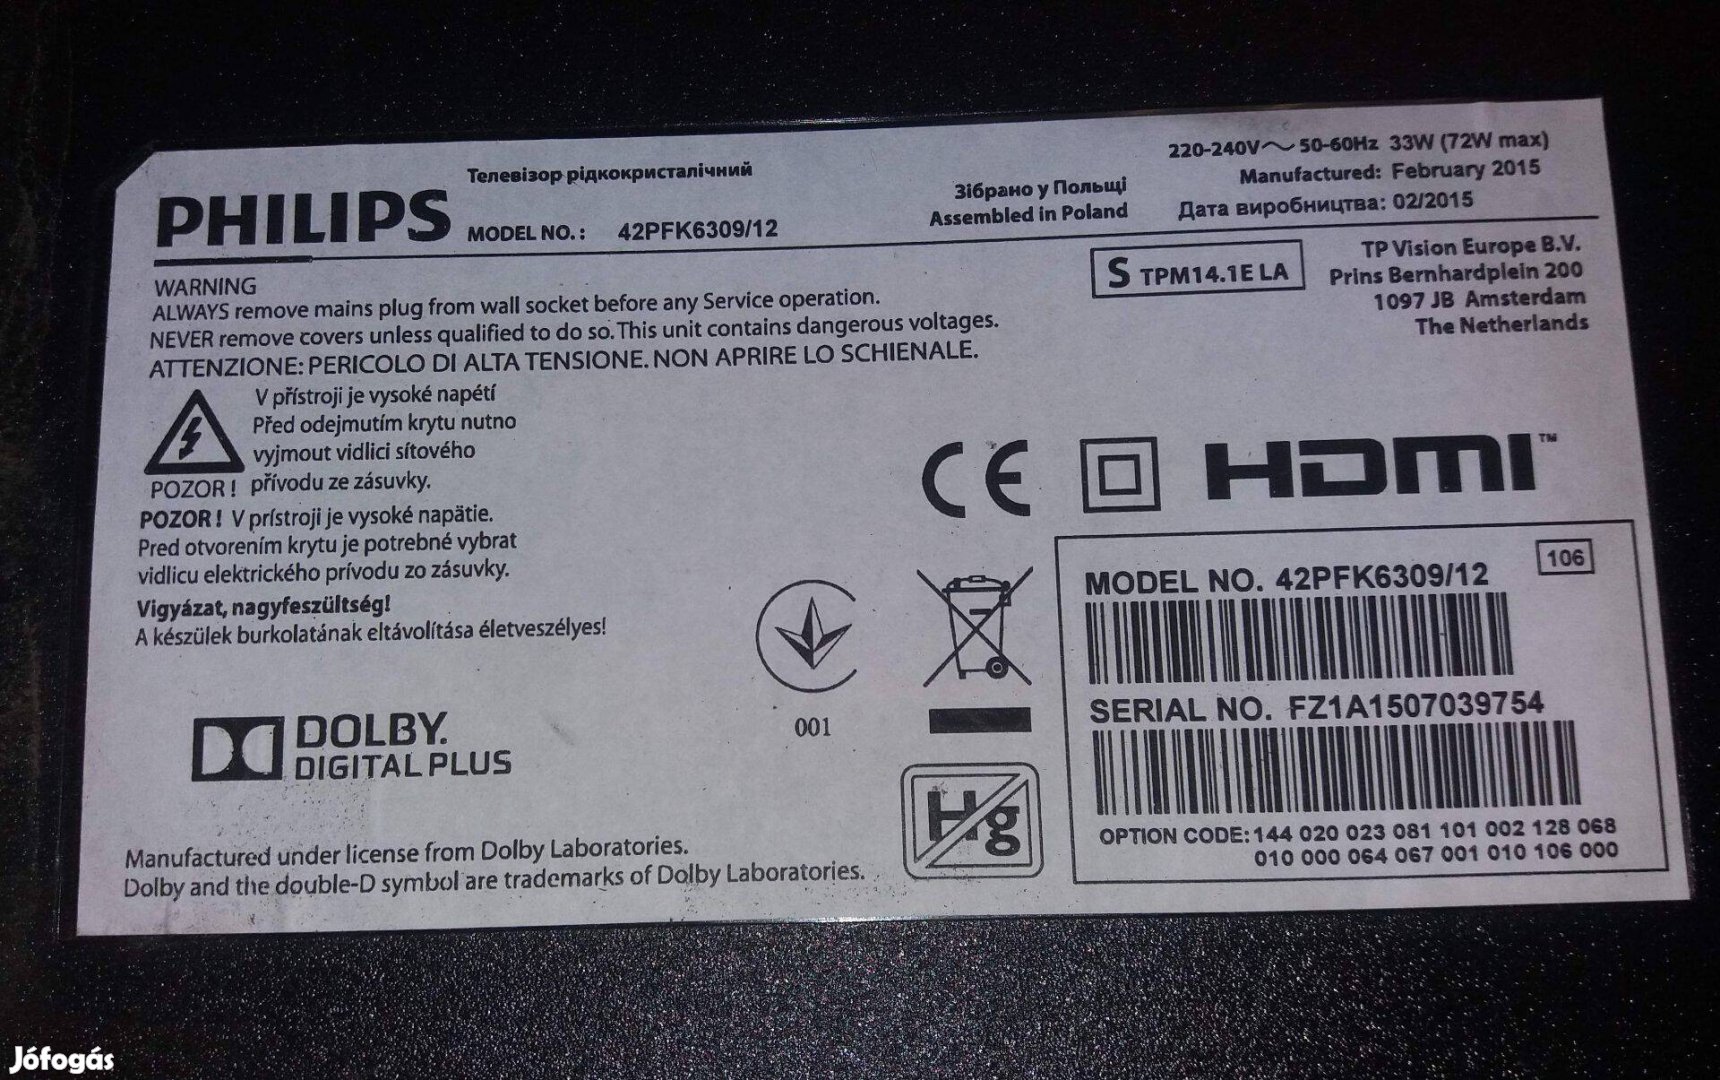 Телевізор рідкокристалічний
PHILIPS
MODEL NO.: 42PFK6309/12
Зібрано у Польщі
Assembled in Poland
220-240V～ 50-60Hz 33W (72W max)
Manufactured: February 2015
Дата виробництва: 02/2015
S TPM14.1E LA
TP Vision Europe B.V.
Prins Bernhardplein 200
1097 JB Amsterdam
The Netherlands
WARNING
ALWAYS remove mains plug from wall socket before any Service operation.
NEVER remove covers unless qualified to do so. This unit contains dangerous voltages.
ATTENZIONE: PERICOLO DI ALTA TENSIONE. NON APRIRE LO SCHIENALE.
V přístroji je vysoké napétí
Před odejmutím krytu nutno
vyjmout vidlici sítového
POZOR! přívodu ze zásuvky.
POZOR! V prístroji je vysoké napätie.
Pred otvorením krytu je potrebné vybrat
vidlicu elektrického prívodu zo zásuvky.
Vigyázat, nagyfeszültség!
A készülek burkolatának eltávolítása életveszélyes!
CE
HDMI™
001
Hg
DOLBY.
DIGITAL PLUS
Manufactured under license from Dolby Laboratories.
Dolby and the double-D symbol are trademarks of Dolby Laboratories.
106
MODEL NO. 42PFK6309/12
SERIAL NO. FZ1A1507039754
OPTION CODE: 144 020 023 081 101 002 128 068
010 000 064 067 001 010 106 000
Jófogás